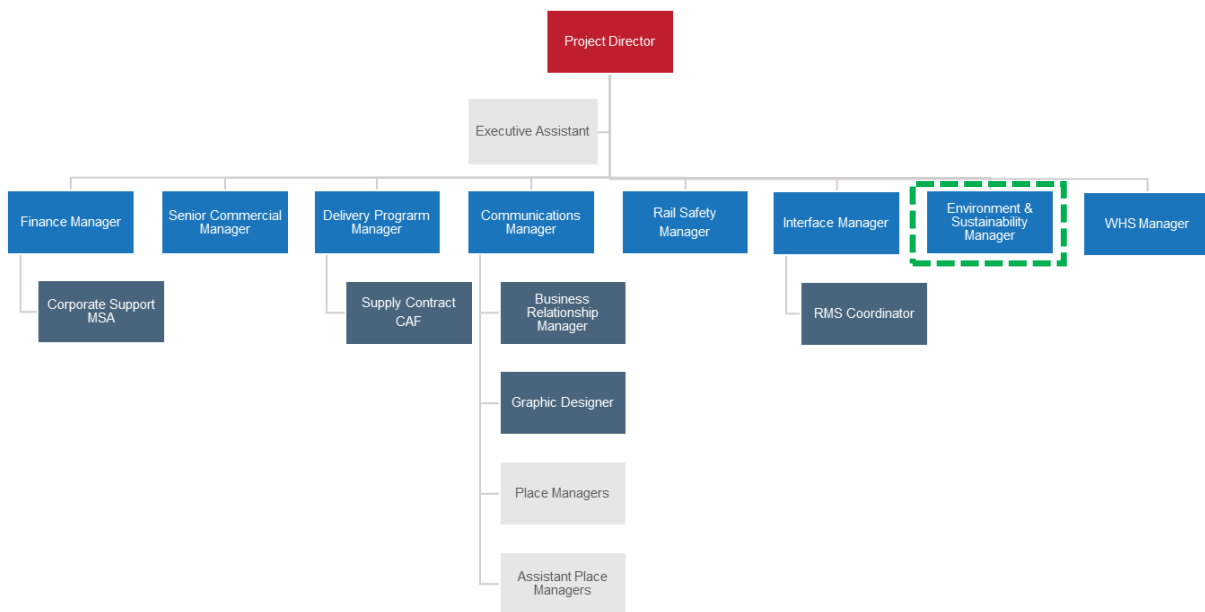 Project Director
Executive Assistant
Finance Manager
Senior Commercial
Manager
Delivery Prograrm
Manager
Communications
Manager
Rail Safety
Manager
Interface Manager
Environment &
Sustainability
Manager
WHS Manager
Corporate Support
MSA
Supply Contract
CAF
Business
Relationship
Manager
RMS Coordinator
Graphic Designer
Place Managers
Assistant Place
Managers